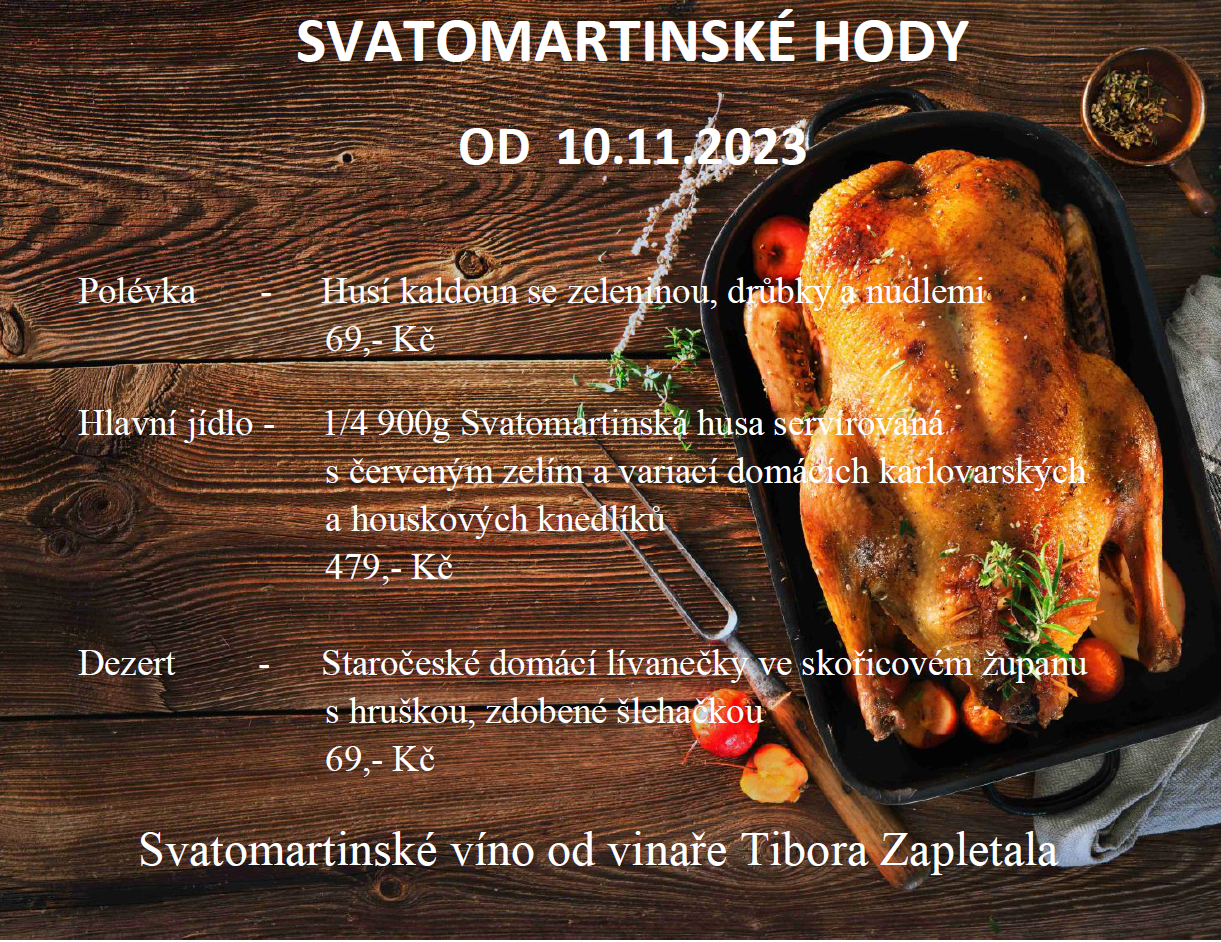 SVATOMARTINSKÉ HODY
OD 10.11.2023
Polévka - Husí kaldoun se zeleninou, drůbky a nudlemi
69,- Kč
Hlavní jídlo - 1/4 900g Svatomartinská husa servírovaná
s červeným zelím a variací domácích karlovarských
a houskových knedlíků
479,- Kč
Dezert - Staročeské domácí lívanečky ve skořicovém županu
s hruškou, zdobené šlehačkou
69,- Kč
Svatomartinské víno od vinaře Tibora Zapletala